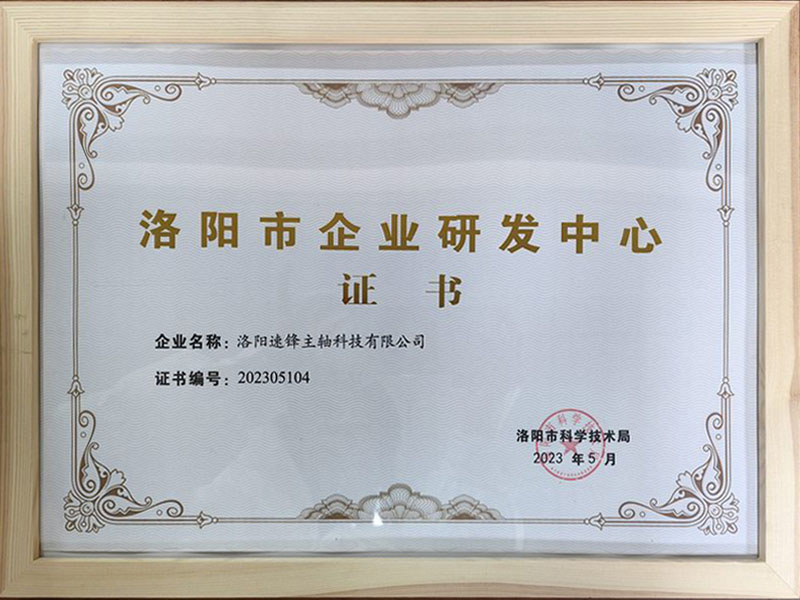 洛阳市企业研发中心
证书
企业名称：洛阳速锋主轴科技有限公司
证书编号：202305104
洛阳市科学技术局
2023 年 5 月